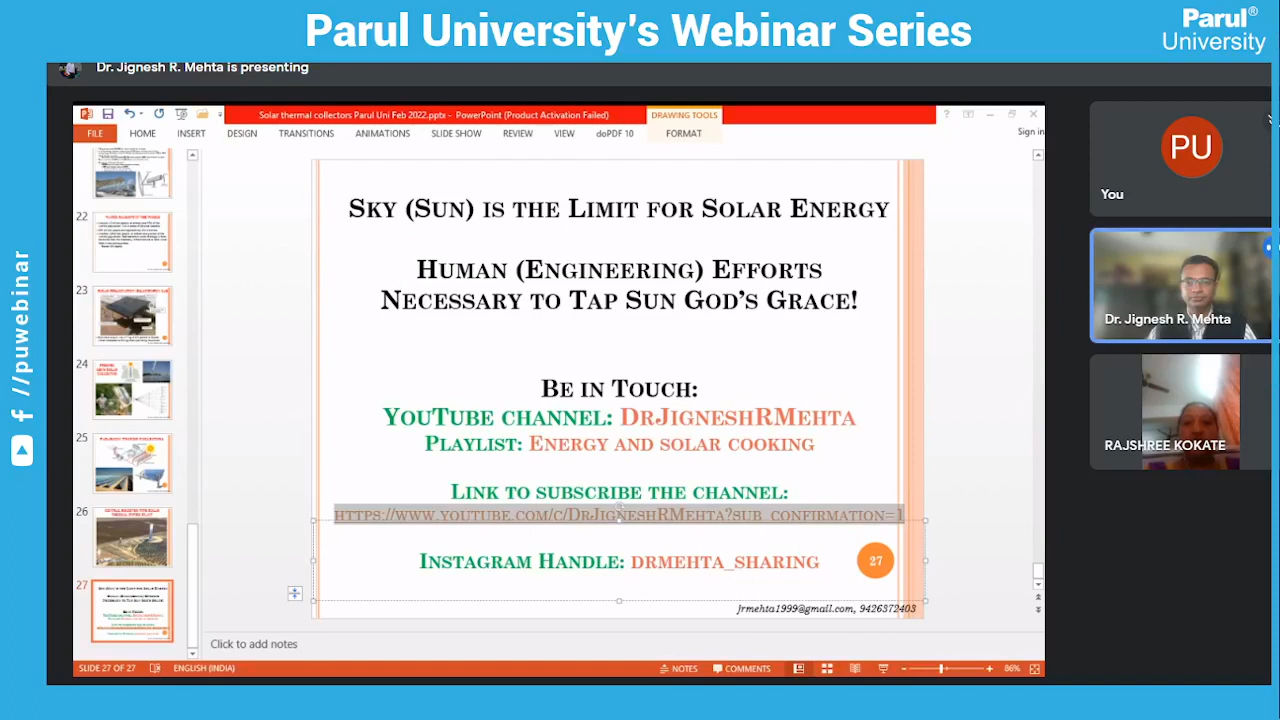 Parul University's Webinar Series
Parul®
University
Dr. Jignesh R. Mehta is presenting
Solar thermal collectors Parul Uni Feb 2022.pptx - PowerPoint (Product Activation Failed)
DRAWING TOOLS
FILE HOME INSERT DESIGN TRANSITIONS ANIMATIONS SLIDE SHOW REVIEW VIEW doPDF 10 FORMAT
Sign in
22
23
24
25
26
27
Sky (Sun) is the Limit for Solar Energy
Human (Engineering) Efforts
Necessary to Tap Sun God's Grace!
Be in Touch:
YouTube channel: DrJigneshRMehta
Playlist: Energy and solar cooking
Link to subscribe the channel:
https://www.youtube.com/c/DrJigneshRMehta?sub_confirmation=1
Instagram Handle: drmehta_sharing
27
jrmehta1999@gmail.com, 9426372403
Click to add notes
SLIDE 27 OF 27 ENGLISH (INDIA) NOTES COMMENTS 86%
PU
You
Dr. Jignesh R. Mehta
RAJSHREE KOKATE
//puwebinar